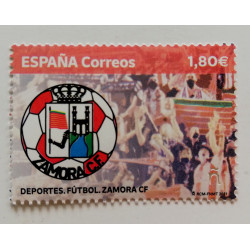 ESPAÑA Correos 1,80€
ZAMORA CF
DEPORTES. FÚTBOL. ZAMORA CF